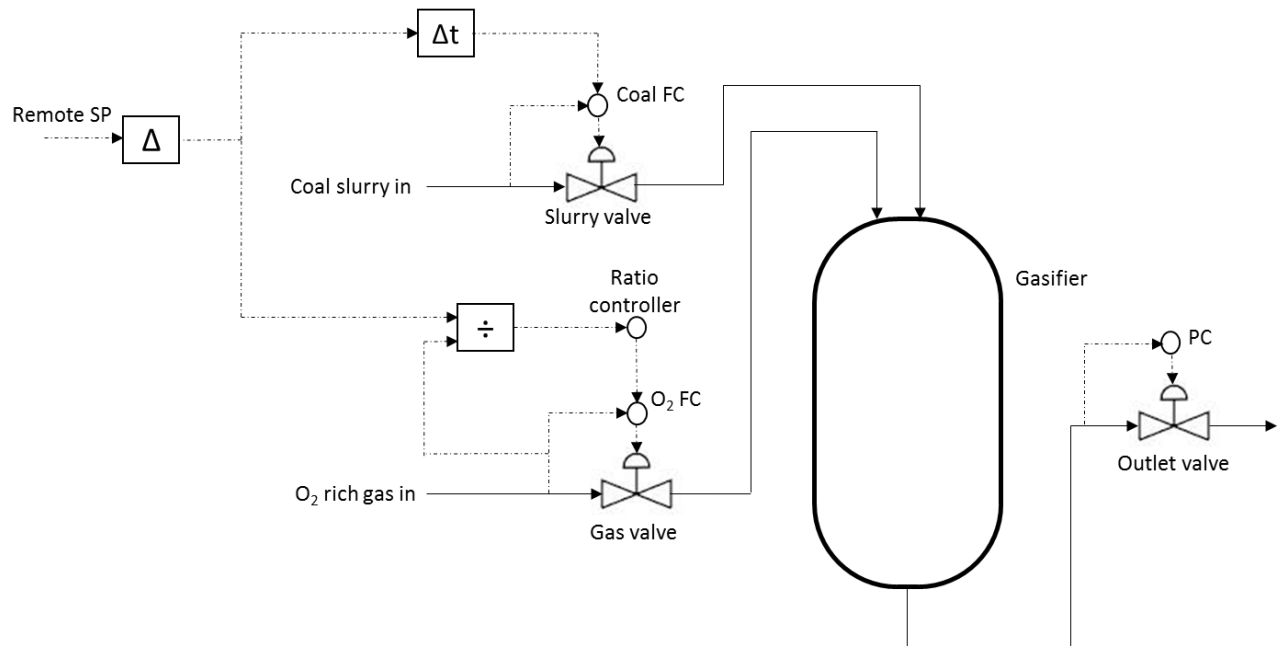 Δt
Coal FC
Remote SP
Δ
Coal slurry in
Slurry valve
Ratio
controller
Gasifier
÷
PC
O₂ FC
Outlet valve
O₂ rich gas in
Gas valve